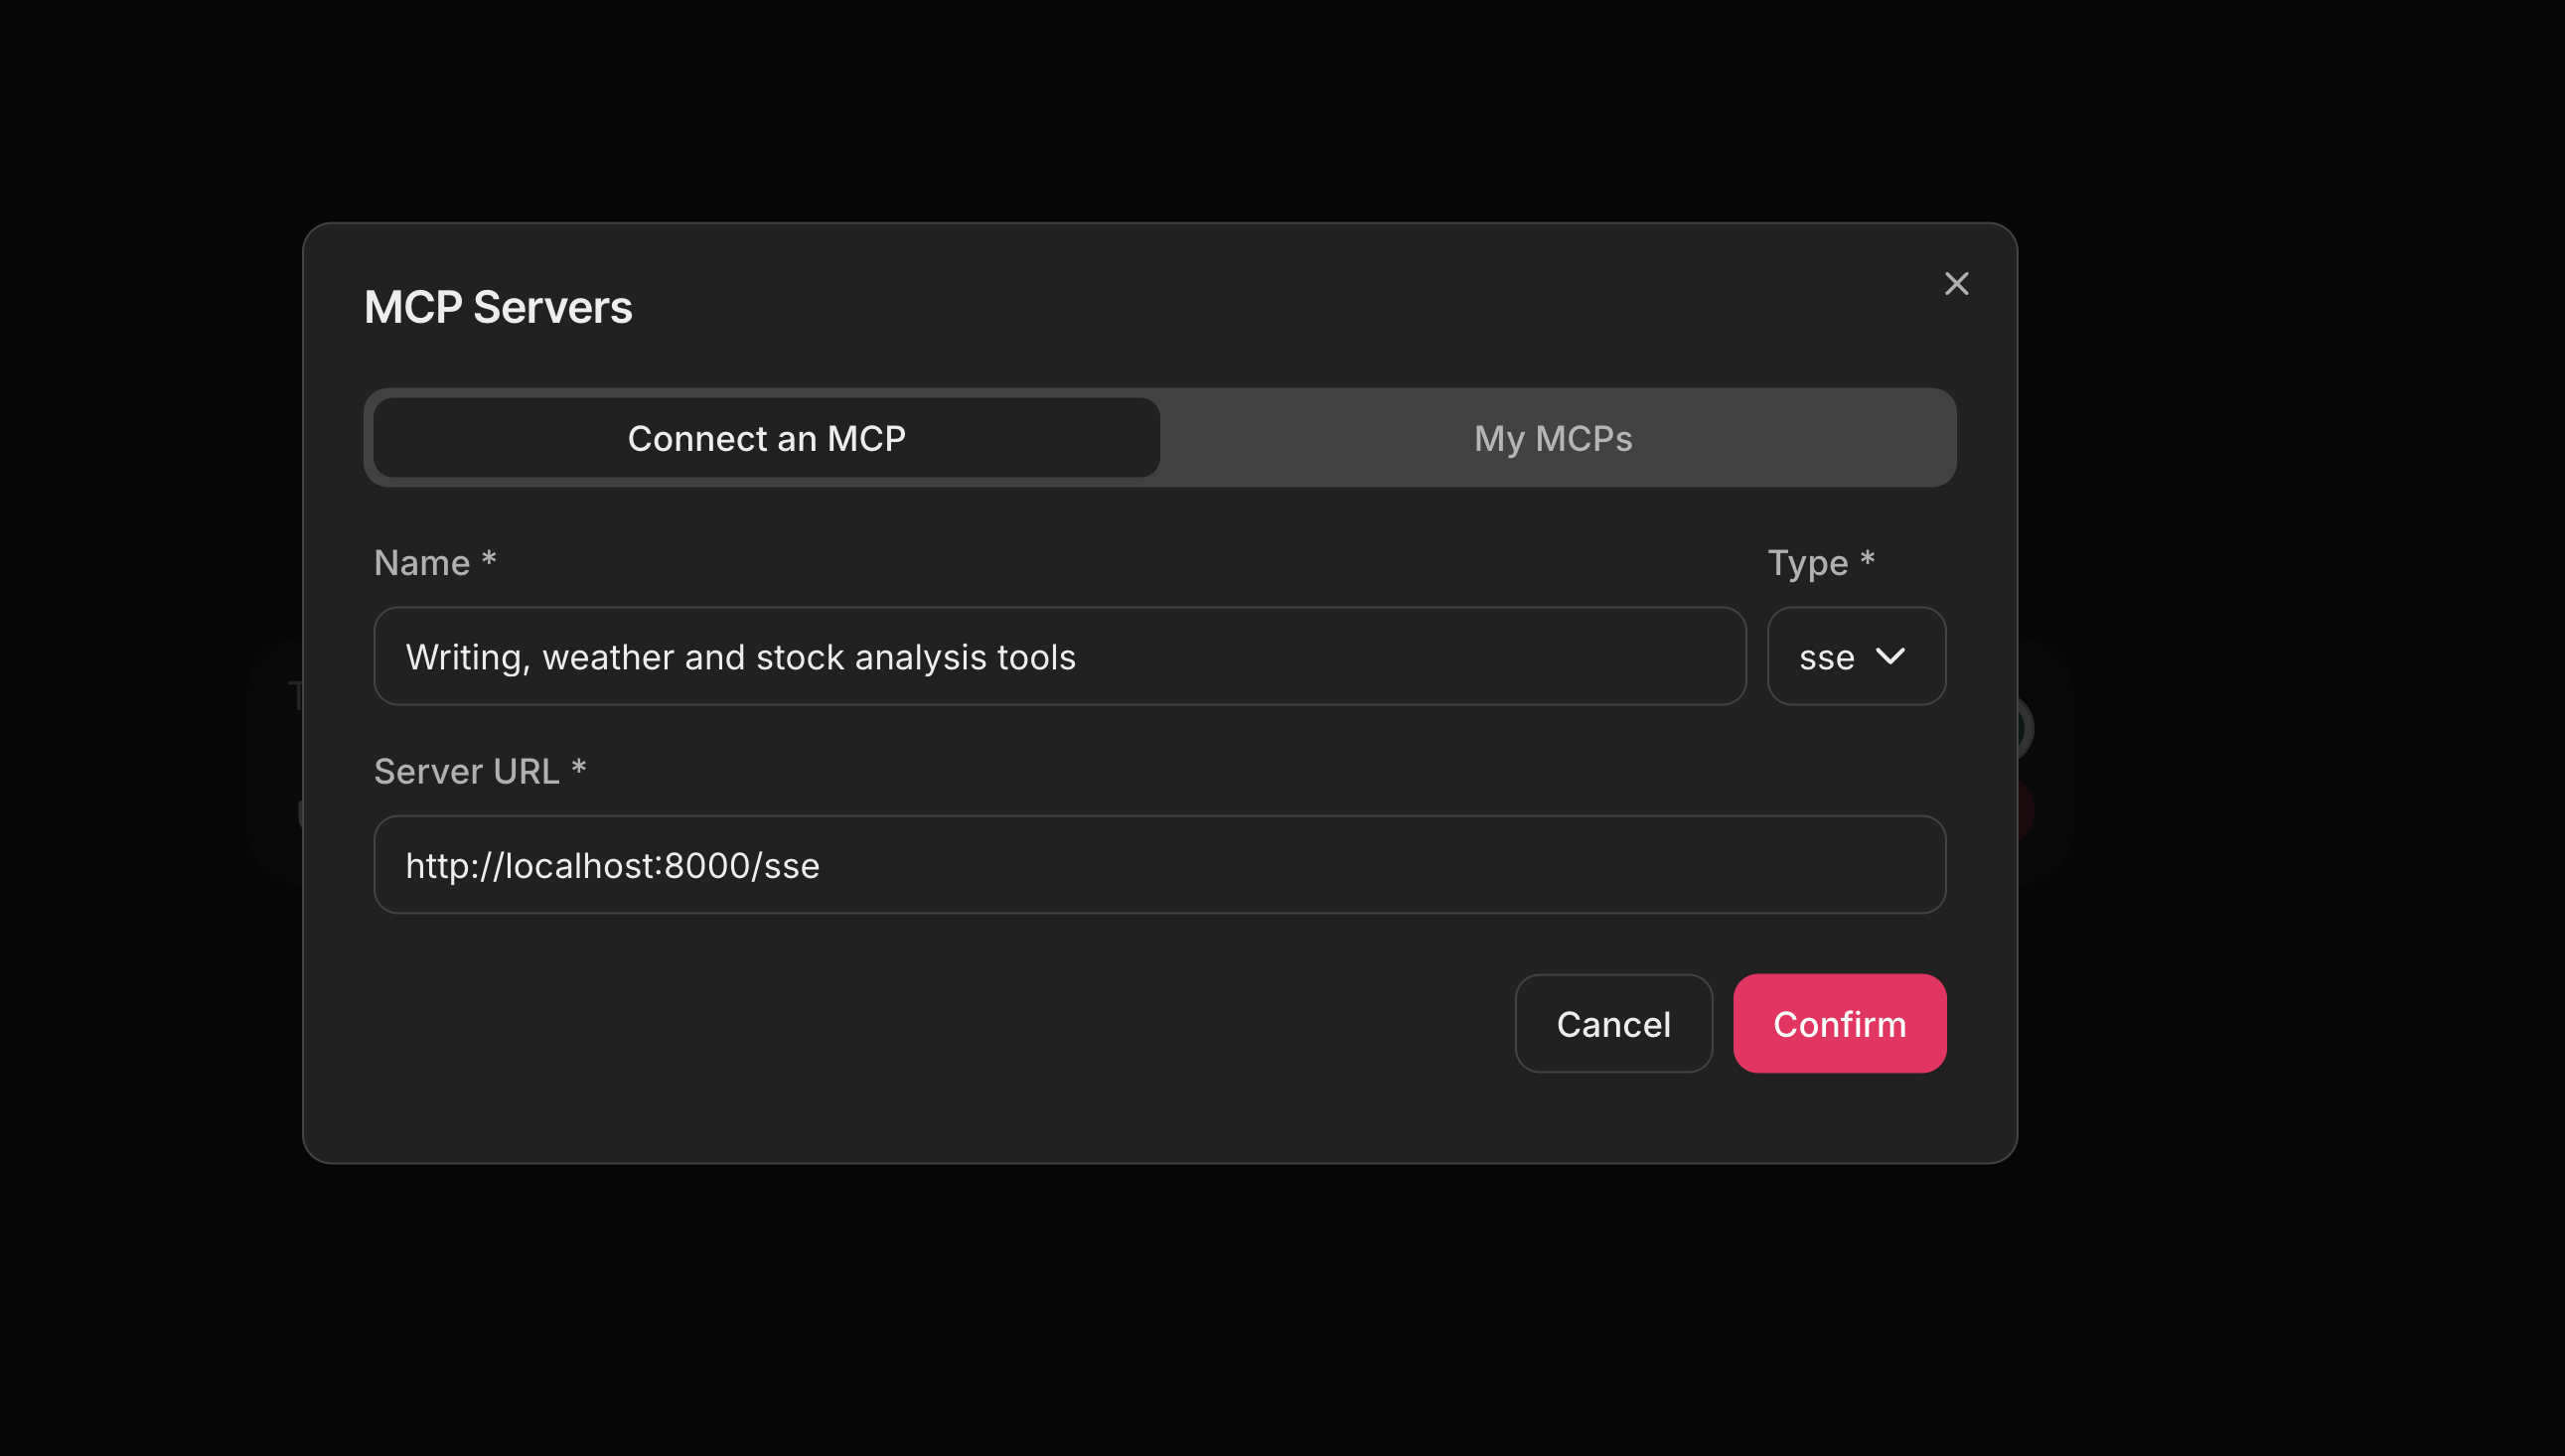 MCP Servers
Connect an MCP
My MCPs
Name *
Type *
Writing, weather and stock analysis tools
sse
Server URL *
http://localhost:8000/sse
Cancel
Confirm